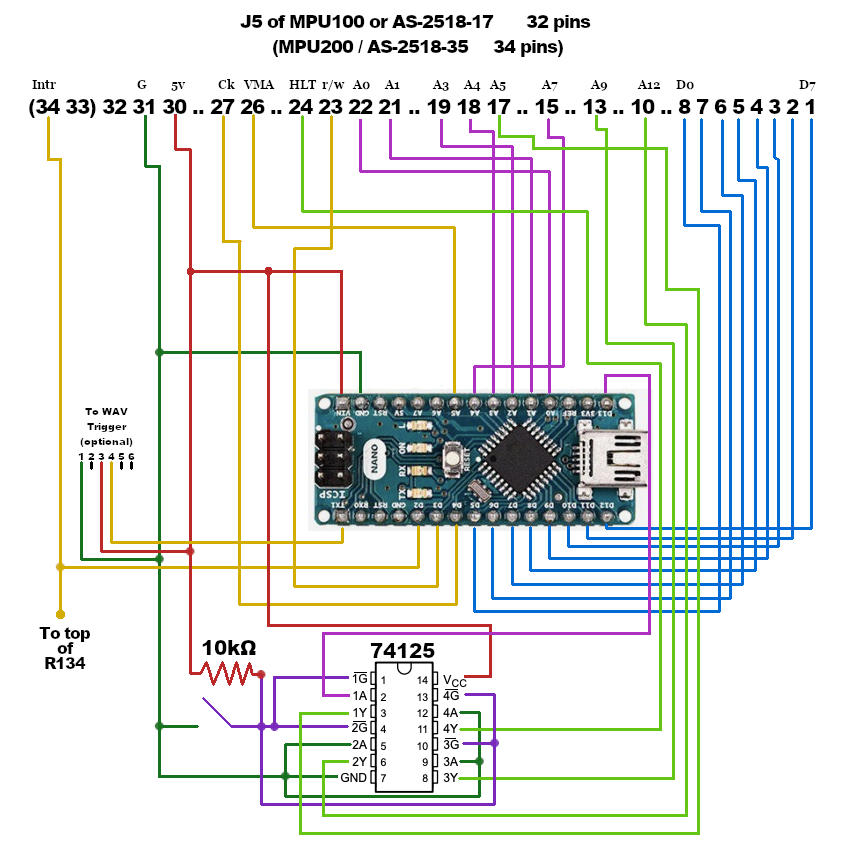 J5 of MPU100 or AS-2518-17 32 pins
(MPU200 / AS-2518-35 34 pins)
Intr G 5v Ck VMA HLT r/w A0 A1 A3 A4 A5 A7 A9 A12 D0 D7
(34 33) 32 31 30 .. 27 26 .. 24 23 22 21 .. 19 18 17 .. 15 .. 13 .. 10 .. 8 7 6 5 4 3 2 1
To WAV
Trigger
(optional)
1 2 3 4 5 6
VIN GND RST 5V A7 A6 A5 A4 A3 A2 A1 A0 REF 3V3 D13
L
ON
RX
TX
NANO
RESET
ICSP
TX1 RX0 RST GND D2 D3 D4 D5 D6 D7 D8 D9 D10 D11 D12
To top
of
R134
10kΩ
74125
1G 1 14 VCC
1A 2 13 4G
1Y 3 12 4A
2G 4 11 4Y
2A 5 10 3G
2Y 6 9 3A
GND 7 8 3Y